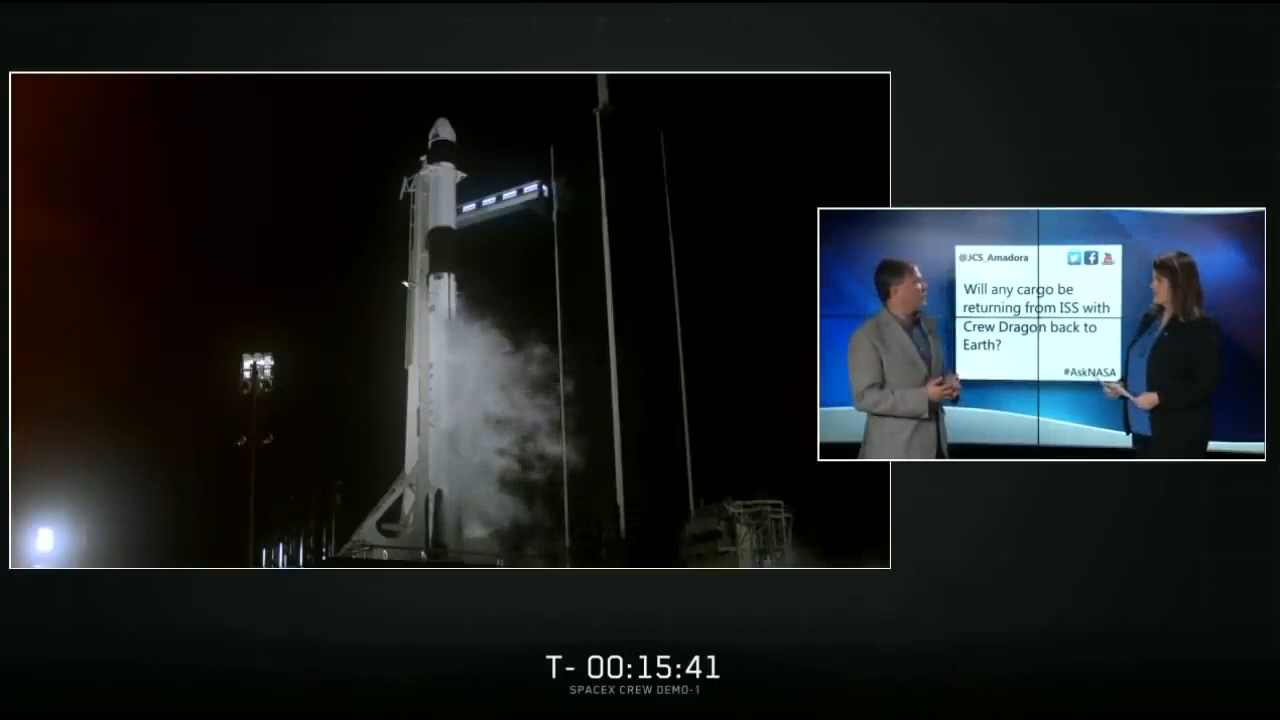 @JCS_Amadora
Will any cargo be
returning from ISS with
Crew Dragon back to
Earth?
#AskNASA
T- 00:15:41
SPACEX CREW DEMO-1